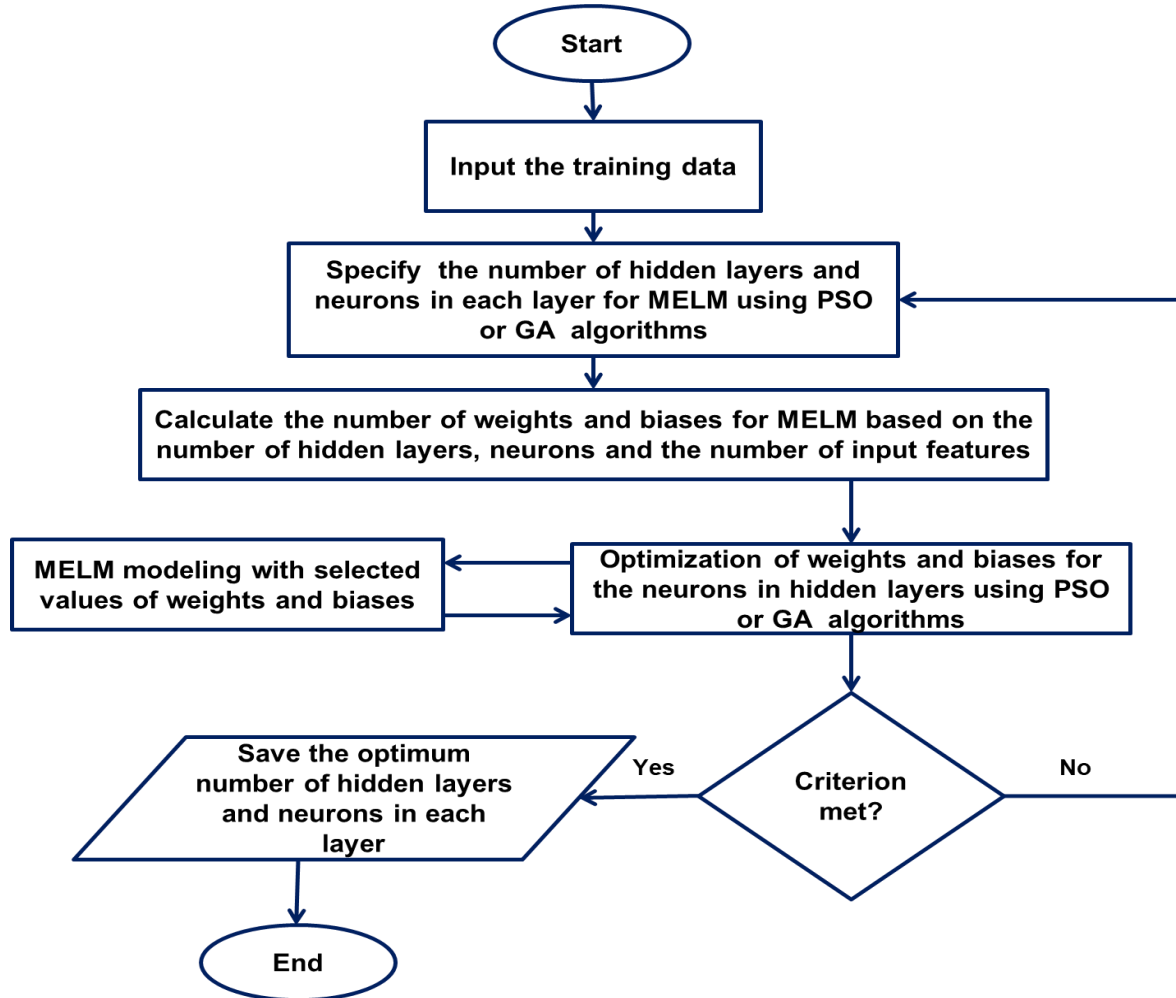 Start
Input the training data
Specify the number of hidden layers and
neurons in each layer for MELM using PSO
or GA algorithms
Calculate the number of weights and biases for MELM based on the
number of hidden layers, neurons and the number of input features
MELM modeling with selected
values of weights and biases
Optimization of weights and biases for
the neurons in hidden layers using PSO
or GA algorithms
Save the optimum
number of hidden layers
and neurons in each
layer
Yes
Criterion
met?
No
End